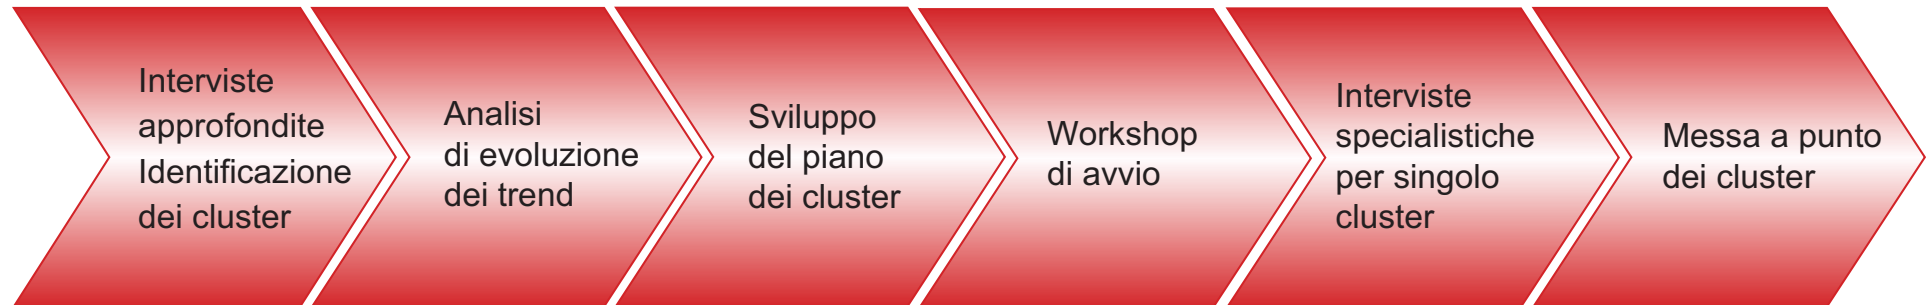 Interviste
approfondite
Identificazione
dei cluster
Analisi
di evoluzione
dei trend
Sviluppo
del piano
dei cluster
Workshop
di avvio
Interviste
specialistiche
per singolo
cluster
Messa a punto
dei cluster